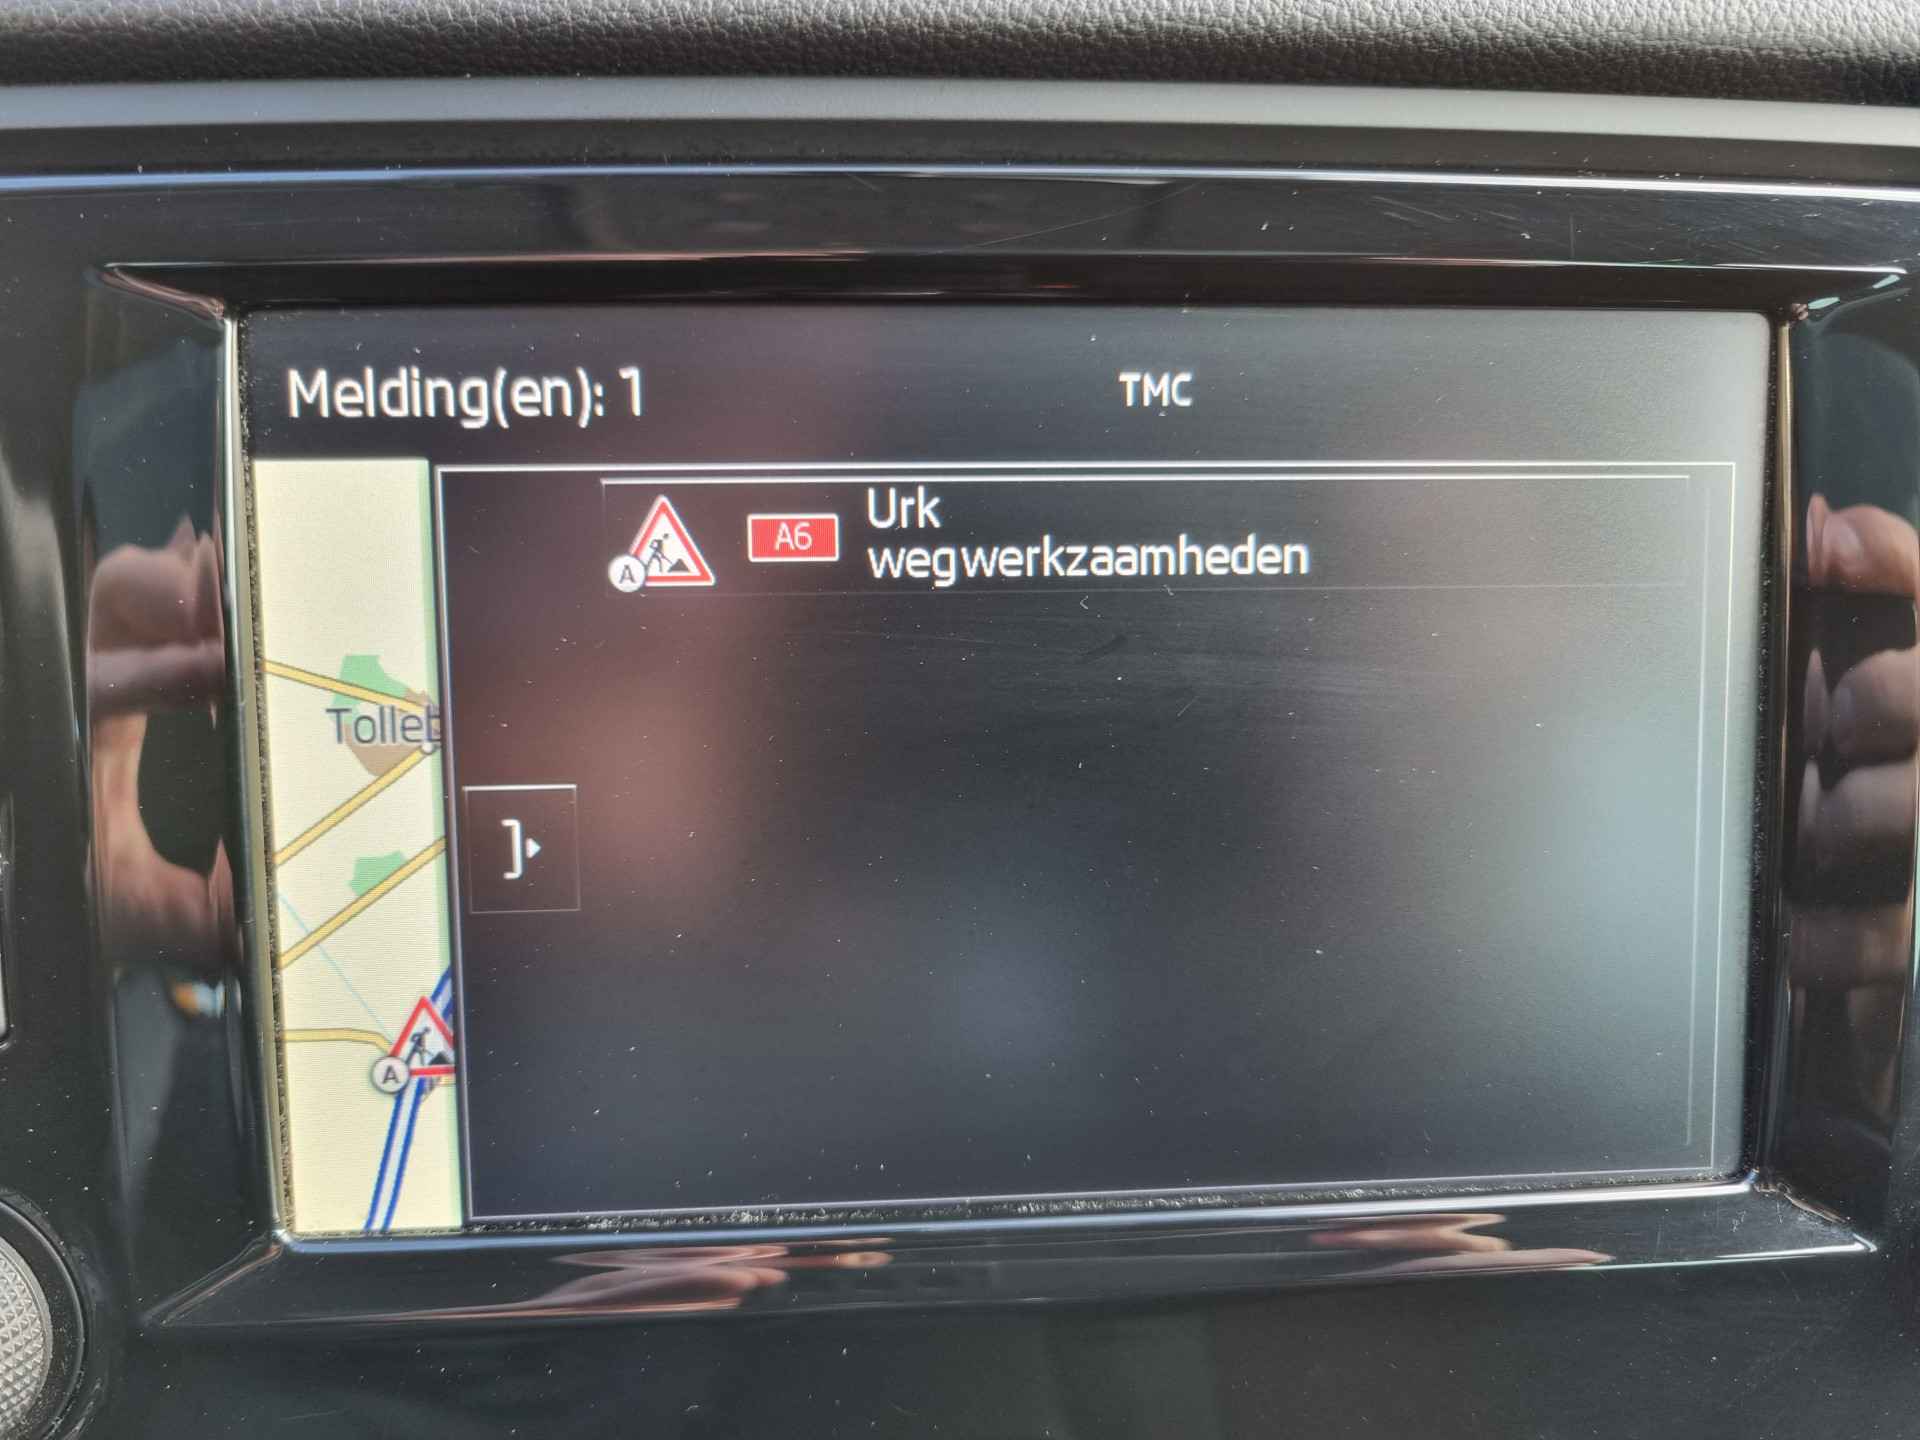 Melding(en): 1
TMC
A A6 Urk
wegwerkzaamheden
Tolleb
A